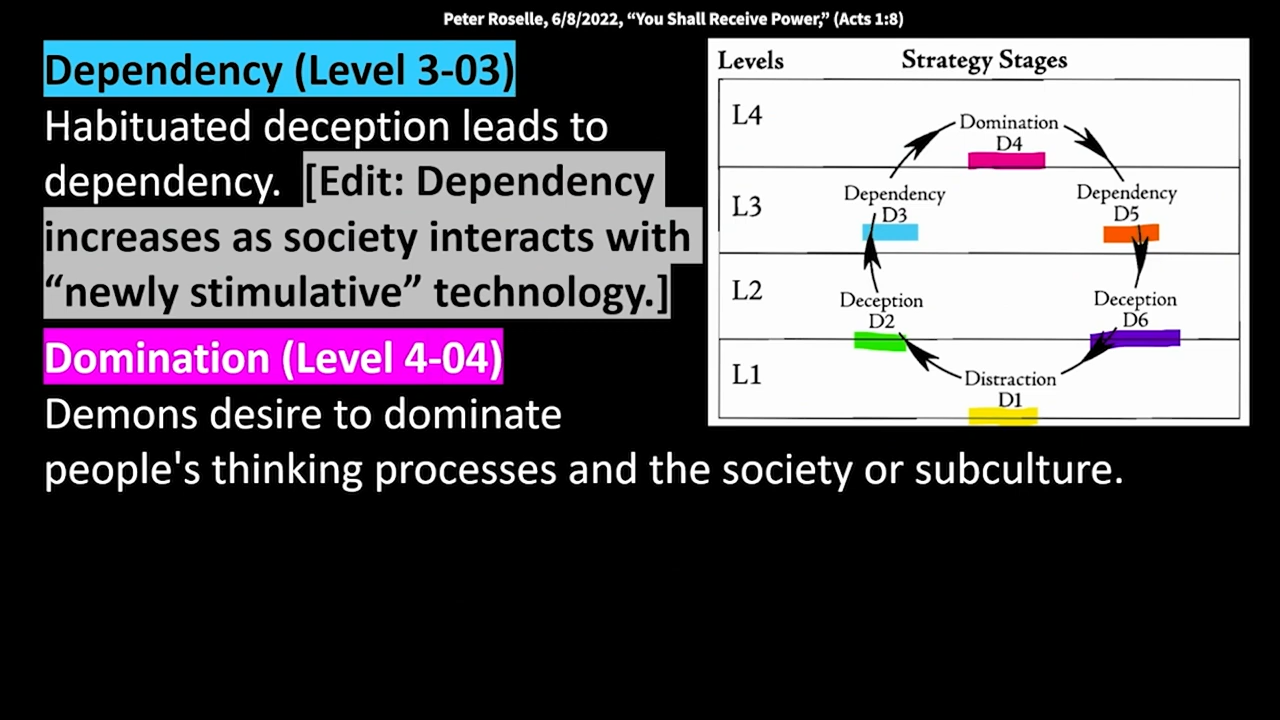 Peter Roselle, 6/8/2022, “You Shall Receive Power,” (Acts 1:8)
Dependency (Level 3-03)
Habituated deception leads to
dependency. [Edit: Dependency
increases as society interacts with
“newly stimulative” technology.]
Domination (Level 4-04)
Demons desire to dominate
people's thinking processes and the society or subculture.
Levels Strategy Stages
L4
Domination
D4
L3
Dependency
D3
Dependency
D5
L2
Deception
D2
Deception
D6
L1
Distraction
D1